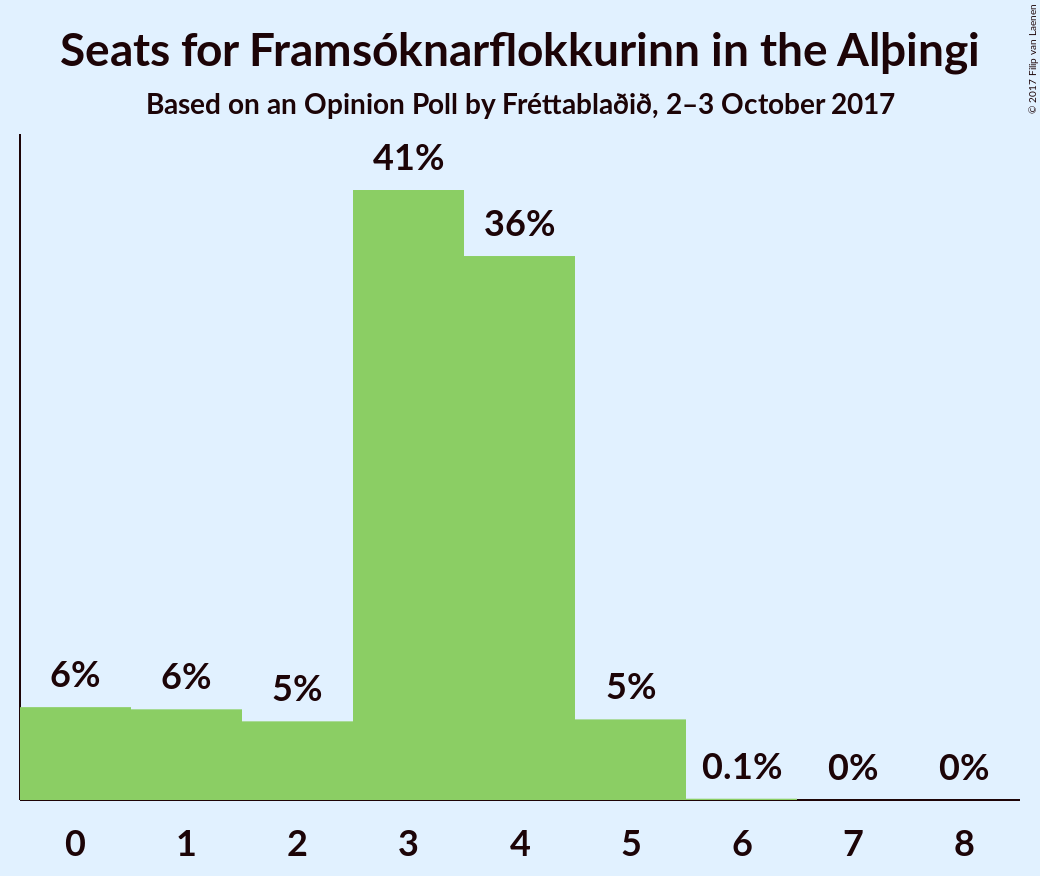 Seats for Framsóknarflokkurinn in the Alþingi
Based on an Opinion Poll by Fréttablaðið, 2–3 October 2017
© 2017 Filip van Laenen
41%
36%
6%
6%
5%
5%
0.1%
0%
0%
0 1 2 3 4 5 6 7 8